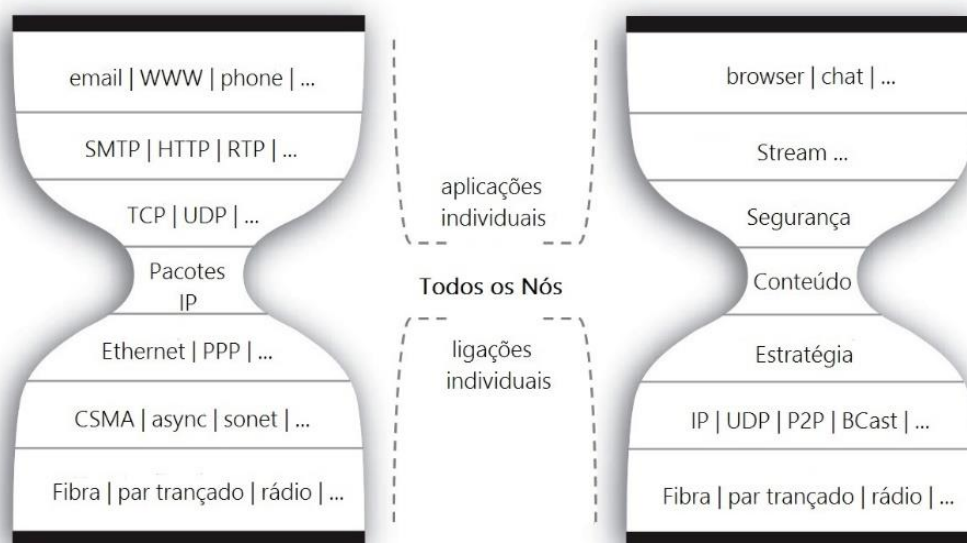 email | WWW | phone | ...
SMTP | HTTP | RTP | ...
TCP | UDP | ...
Pacotes
IP
Ethernet | PPP | ...
CSMA | async | sonet | ...
Fibra | par trançado | rádio | ...
aplicações
individuais
Todos os Nós
ligações
individuais
browser | chat | ...
Stream ...
Segurança
Conteúdo
Estratégia
IP | UDP | P2P | BCast | ...
Fibra | par trançado | rádio | ...